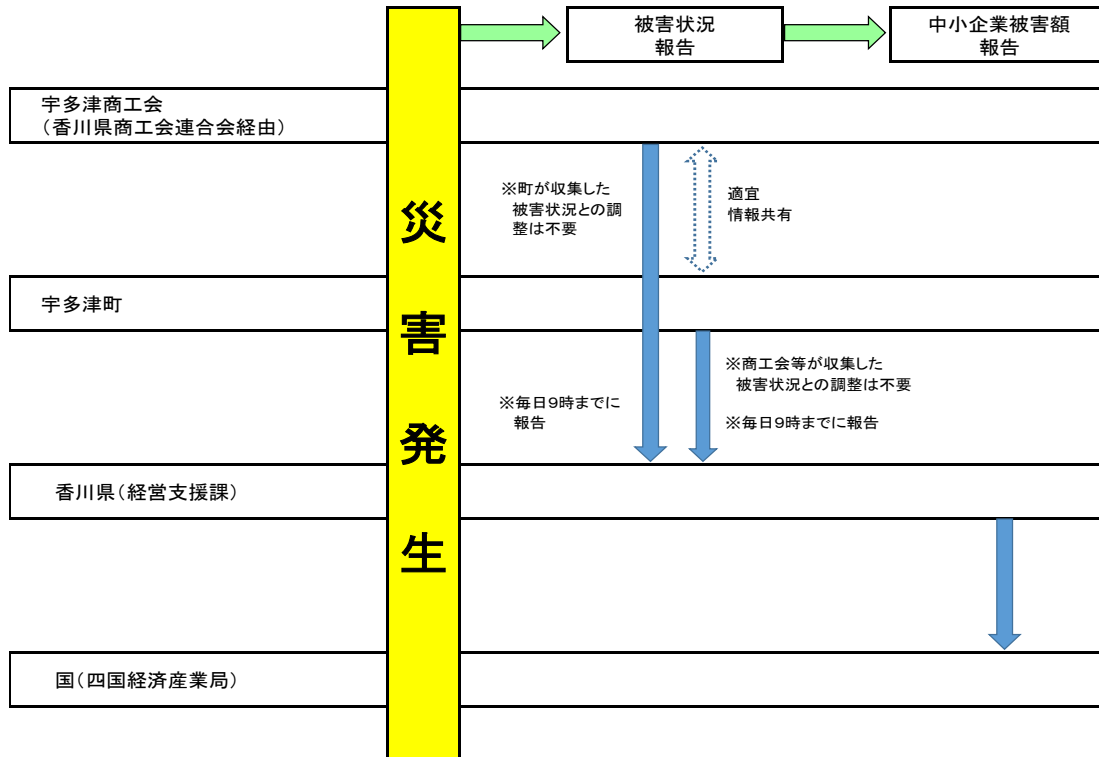 被害状況
報告
中小企業被害額
報告
宇多津商工会
（香川県商工会連合会経由）
災
害
発
生
※町が収集した
被害状況との調
整は不要
適宜
情報共有
宇多津町
※商工会等が収集した
被害状況との調整は不要
※毎日９時までに
報告
※毎日９時までに報告
香川県（経営支援課）
国（四国経済産業局）